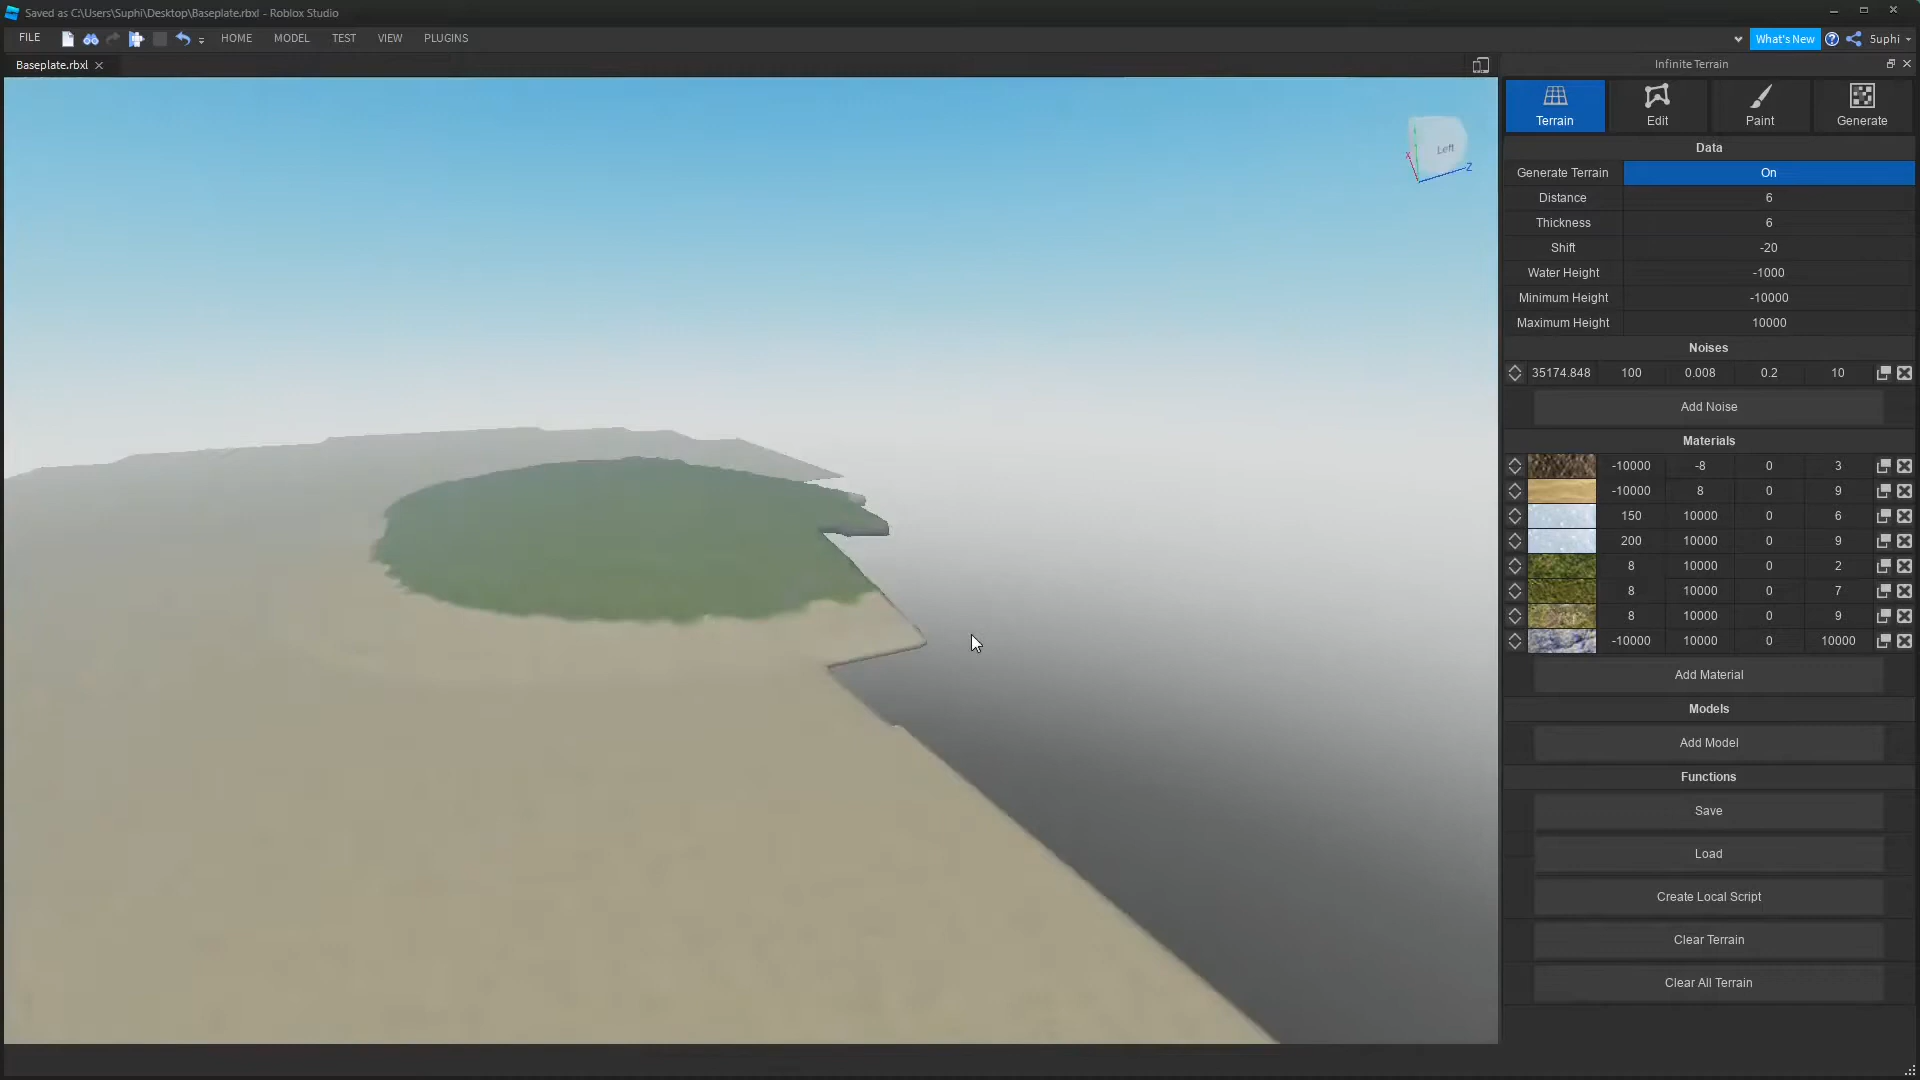 Saved as C:\Users\Suphi\Desktop\Baseplate.rbxl - Roblox Studio
FILE HOME MODEL TEST VIEW PLUGINS What's New 5uphi
Baseplate.rbxl
Left
X
Z
Infinite Terrain
Terrain Edit Paint Generate
Data
Generate Terrain On
Distance 6
Thickness 6
Shift -20
Water Height -1000
Minimum Height -10000
Maximum Height 10000
Noises
35174.848 100 0.008 0.2 10
Add Noise
Materials
-10000 -8 0 3
-10000 8 0 9
150 10000 0 6
200 10000 0 9
8 10000 0 2
8 10000 0 7
8 10000 0 9
-10000 10000 0 10000
Add Material
Models
Add Model
Functions
Save
Load
Create Local Script
Clear Terrain
Clear All Terrain